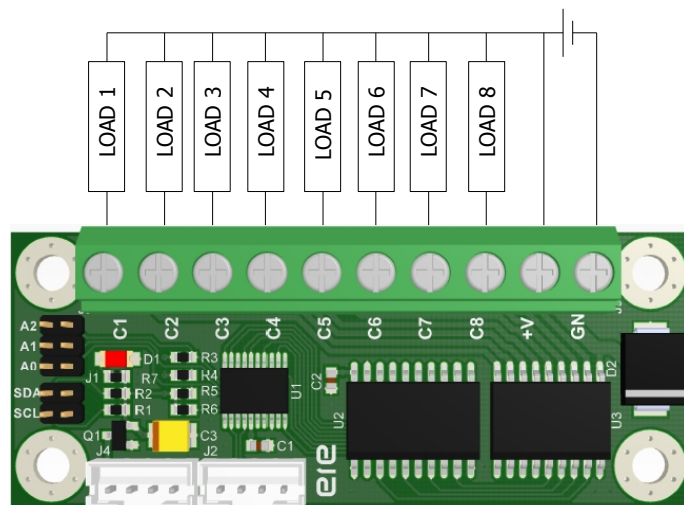 LOAD 1
LOAD 2
LOAD 3
LOAD 4
LOAD 5
LOAD 6
LOAD 7
LOAD 8
C1
C2
C3
C4
C5
C6
C7
C8
+V
GN
A2
A1
A0
SDA
SCL
J1
D1
R7
R2
R1
R3
R4
R5
R6
U1
C2
U2
U3
D2
Q1
J4
C3
J2
C1
ere